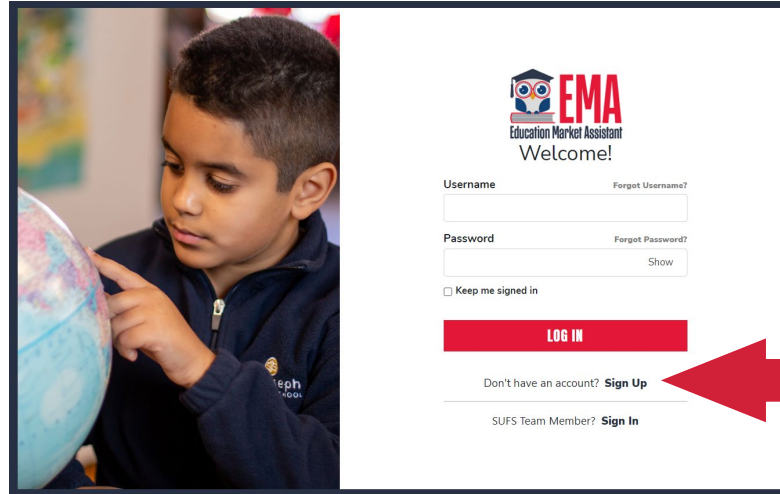 EMA
Education Market Assistant
Welcome!
Username Forgot Username?
Password Forgot Password?
Show
Keep me signed in
LOG IN
Don't have an account? Sign Up
SUFS Team Member? Sign In
eph